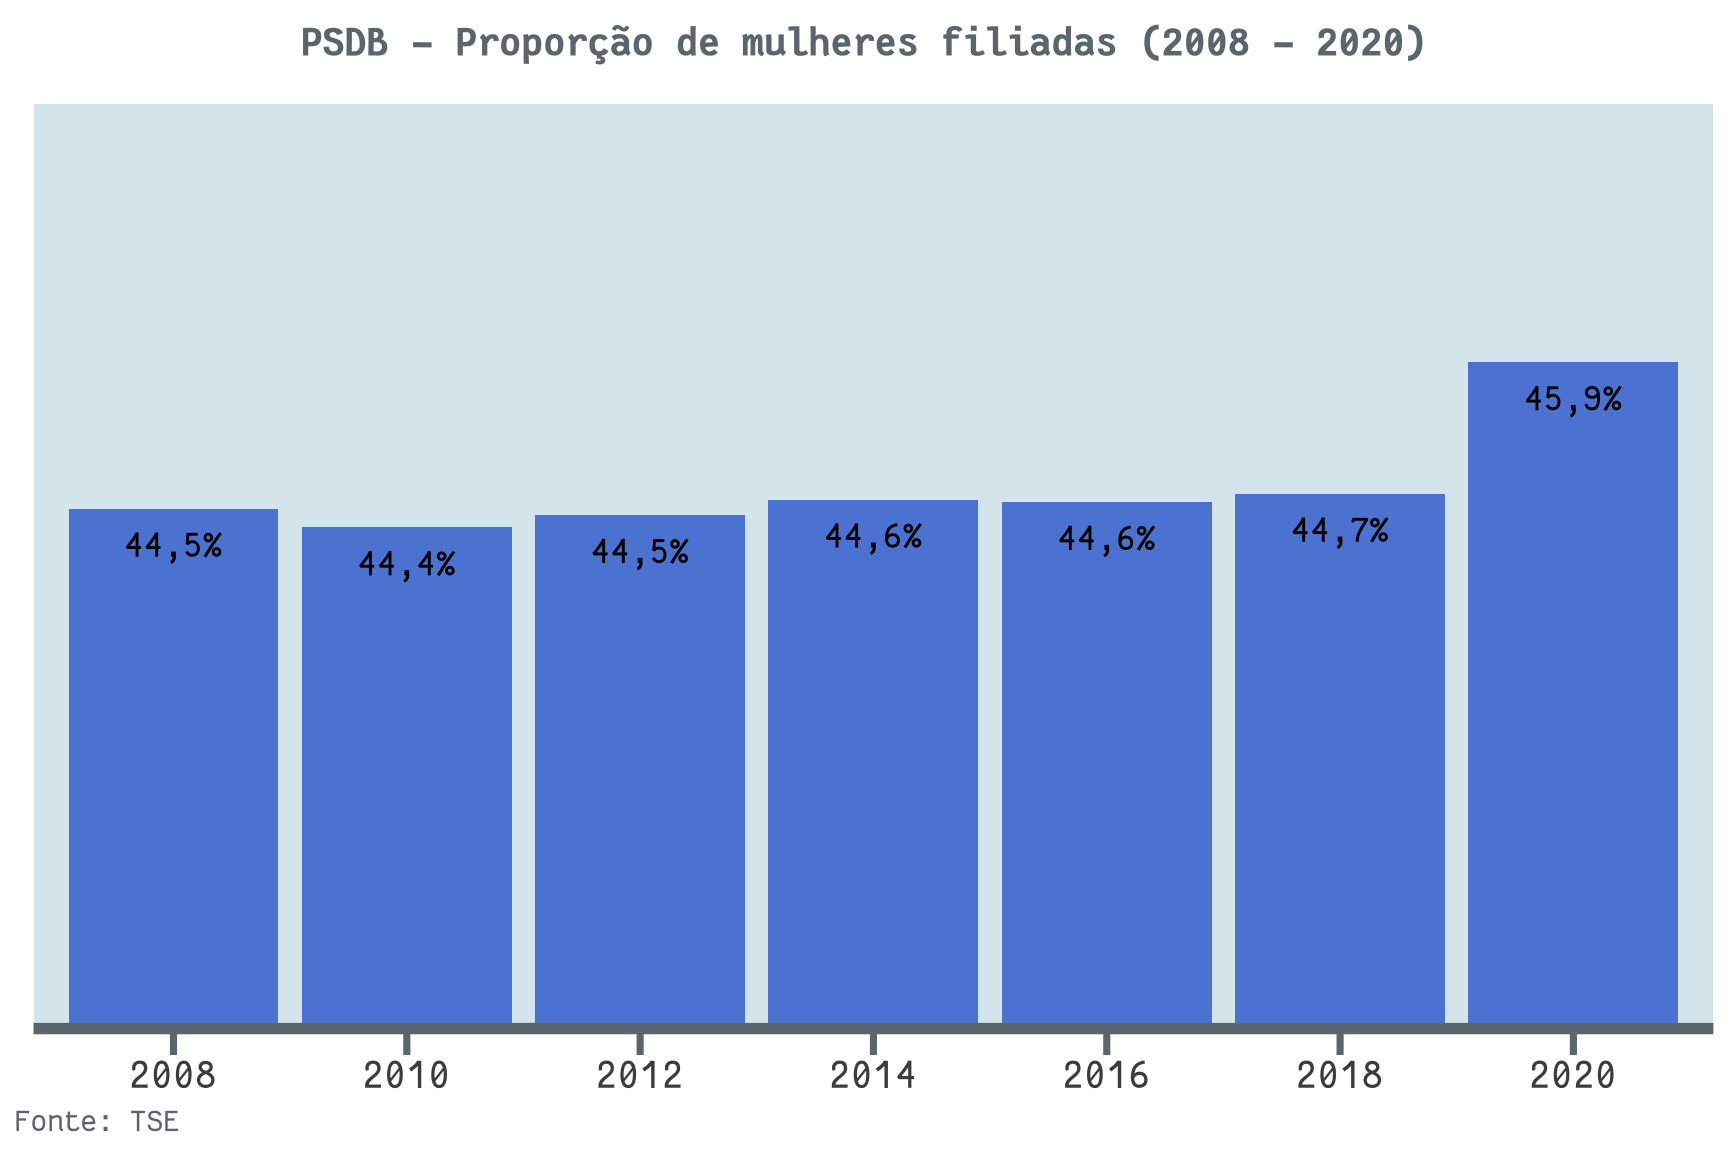 PSDB – Proporção de mulheres filiadas (2008 – 2020)
45,9%
44,5%
44,4%
44,5%
44,6%
44,6%
44,7%
2008 2010 2012 2014 2016 2018 2020
Fonte: TSE